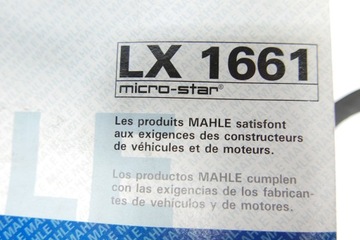 LX 1661
micro-star®
Les produits MAHLE satisfont
aux exigences des constructeurs
de véhicules et de moteurs.
Los productos MAHLE cumplen
con las exigencias de los fabrican-
tes de vehículos y de motores.